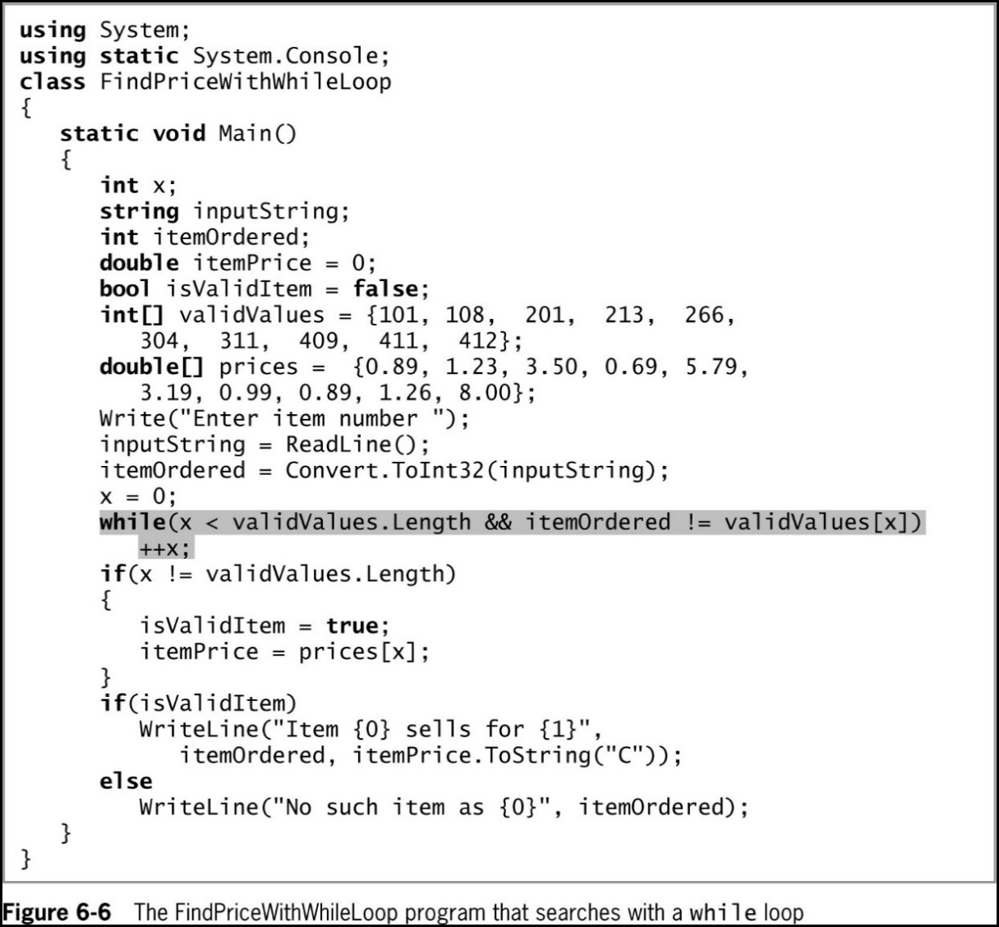 using System;
using static System.Console;
class FindPriceWithWhileLoop
{
   static void Main()
   {
      int x;
      string inputString;
      int itemOrdered;
      double itemPrice = 0;
      bool isValidItem = false;
      int[] validValues = {101, 108,  201,  213,  266,
         304,  311,  409,  411,  412};
      double[] prices =  {0.89, 1.23, 3.50, 0.69, 5.79,
         3.19, 0.99, 0.89, 1.26, 8.00};
      Write("Enter item number ");
      inputString = ReadLine();
      itemOrdered = Convert.ToInt32(inputString);
      x = 0;
      while(x < validValues.Length && itemOrdered != validValues[x])
         ++x;
      if(x != validValues.Length)
      {
         isValidItem = true;
         itemPrice = prices[x];
      }
      if(isValidItem)
         WriteLine("Item {0} sells for {1}",
            itemOrdered, itemPrice.ToString("C"));
      else
         WriteLine("No such item as {0}", itemOrdered);
   }
}
Figure 6-6 The FindPriceWithWhileLoop program that searches with a while loop